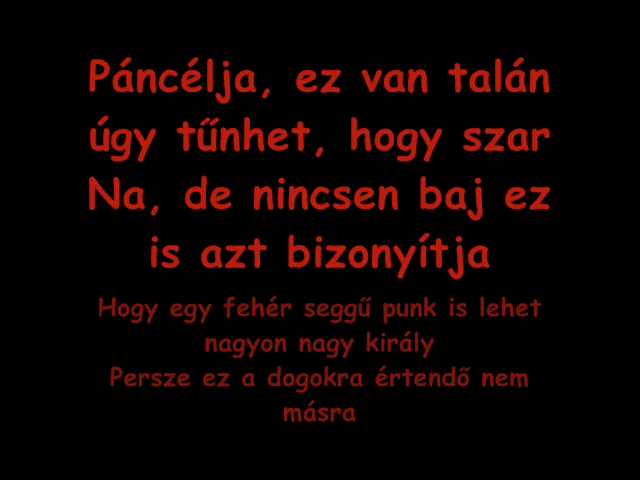 Páncélja, ez van talán
úgy tűnhet, hogy szar
Na, de nincsen baj ez
is azt bizonyítja
Hogy egy fehér seggű punk is lehet
nagyon nagy király
Persze ez a dogokra értendő nem
másra